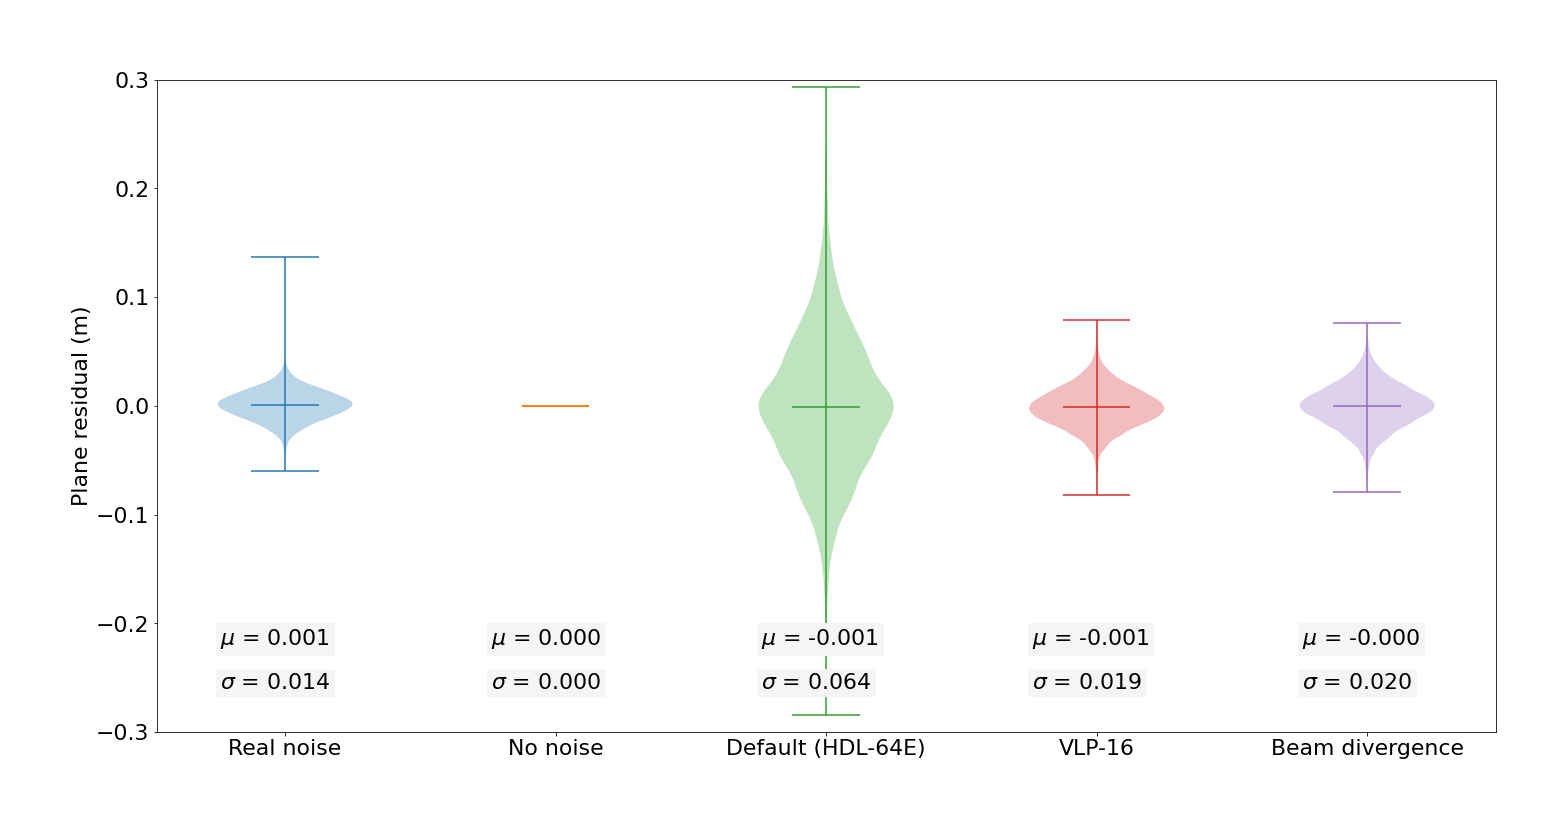 0.3
0.2
0.1
0.0
−0.1
−0.2
−0.3
Plane residual (m)
μ = 0.001
μ = 0.000
μ = -0.001
μ = -0.001
μ = -0.000
σ = 0.014
σ = 0.000
σ = 0.064
σ = 0.019
σ = 0.020
Real noise
No noise
Default (HDL-64E)
VLP-16
Beam divergence